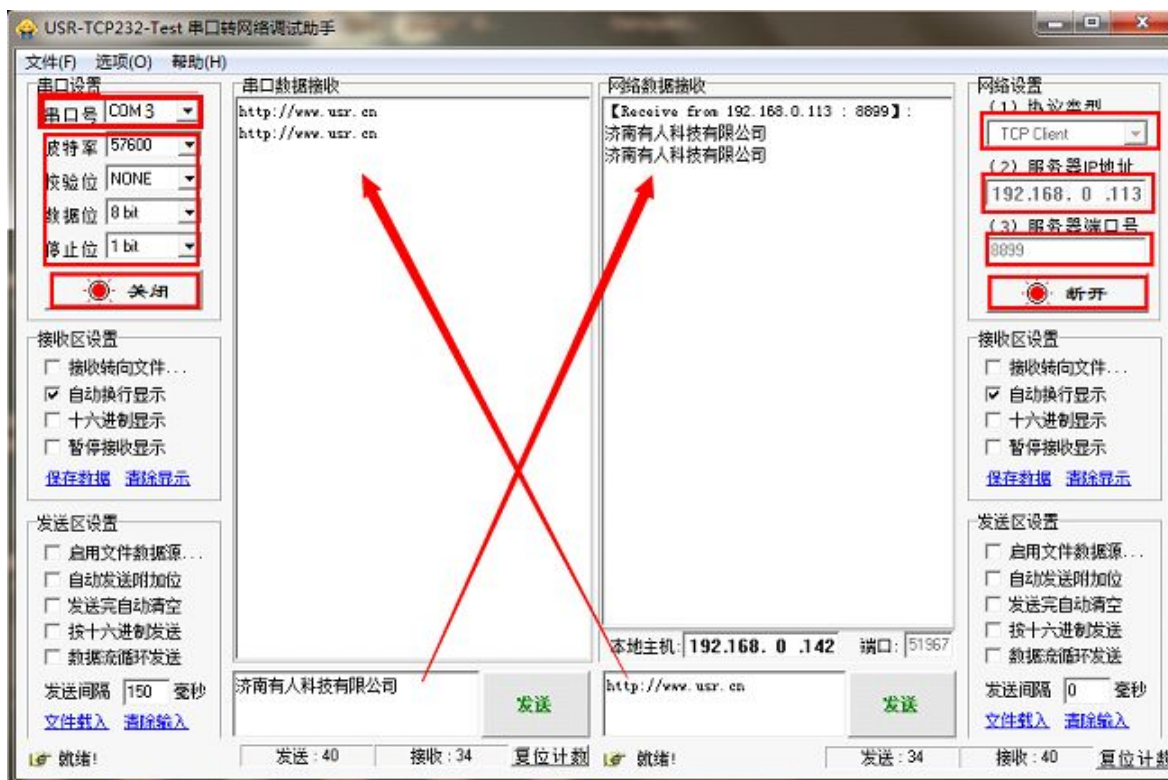 USR-TCP232-Test 串口转网络调试助手
文件(F) 选项(O) 帮助(H)
串口设置
串口号 COM3
波特率 57600
校验位 NONE
数据位 8 bit
停止位 1 bit
关闭
接收区设置
接收转向文件...
自动换行显示
十六进制显示
暂停接收显示
保存数据 清除显示
发送区设置
启用文件数据源...
自动发送附加位
发送完自动清空
按十六进制发送
数据流循环发送
发送间隔 150 毫秒
文件载入 清除输入
串口数据接收
http://www.usr.cn
http://www.usr.cn
济南有人科技有限公司
发送
网络数据接收
【Receive from 192.168.0.113 : 8899】:
济南有人科技有限公司
济南有人科技有限公司
本地主机: 192.168. 0 .142 端口: 51967
http://www.usr.cn
发送
网络设置
(1) 协议类型
TCP Client
(2) 服务器IP地址
192.168. 0 .113
(3) 服务器端口号
8899
断开
接收区设置
接收转向文件...
自动换行显示
十六进制显示
暂停接收显示
保存数据 清除显示
发送区设置
启用文件数据源...
自动发送附加位
发送完自动清空
按十六进制发送
数据流循环发送
发送间隔 0 毫秒
文件载入 清除输入
就绪! 发送:40 接收:34 复位计数
就绪! 发送:34 接收:40 复位计数